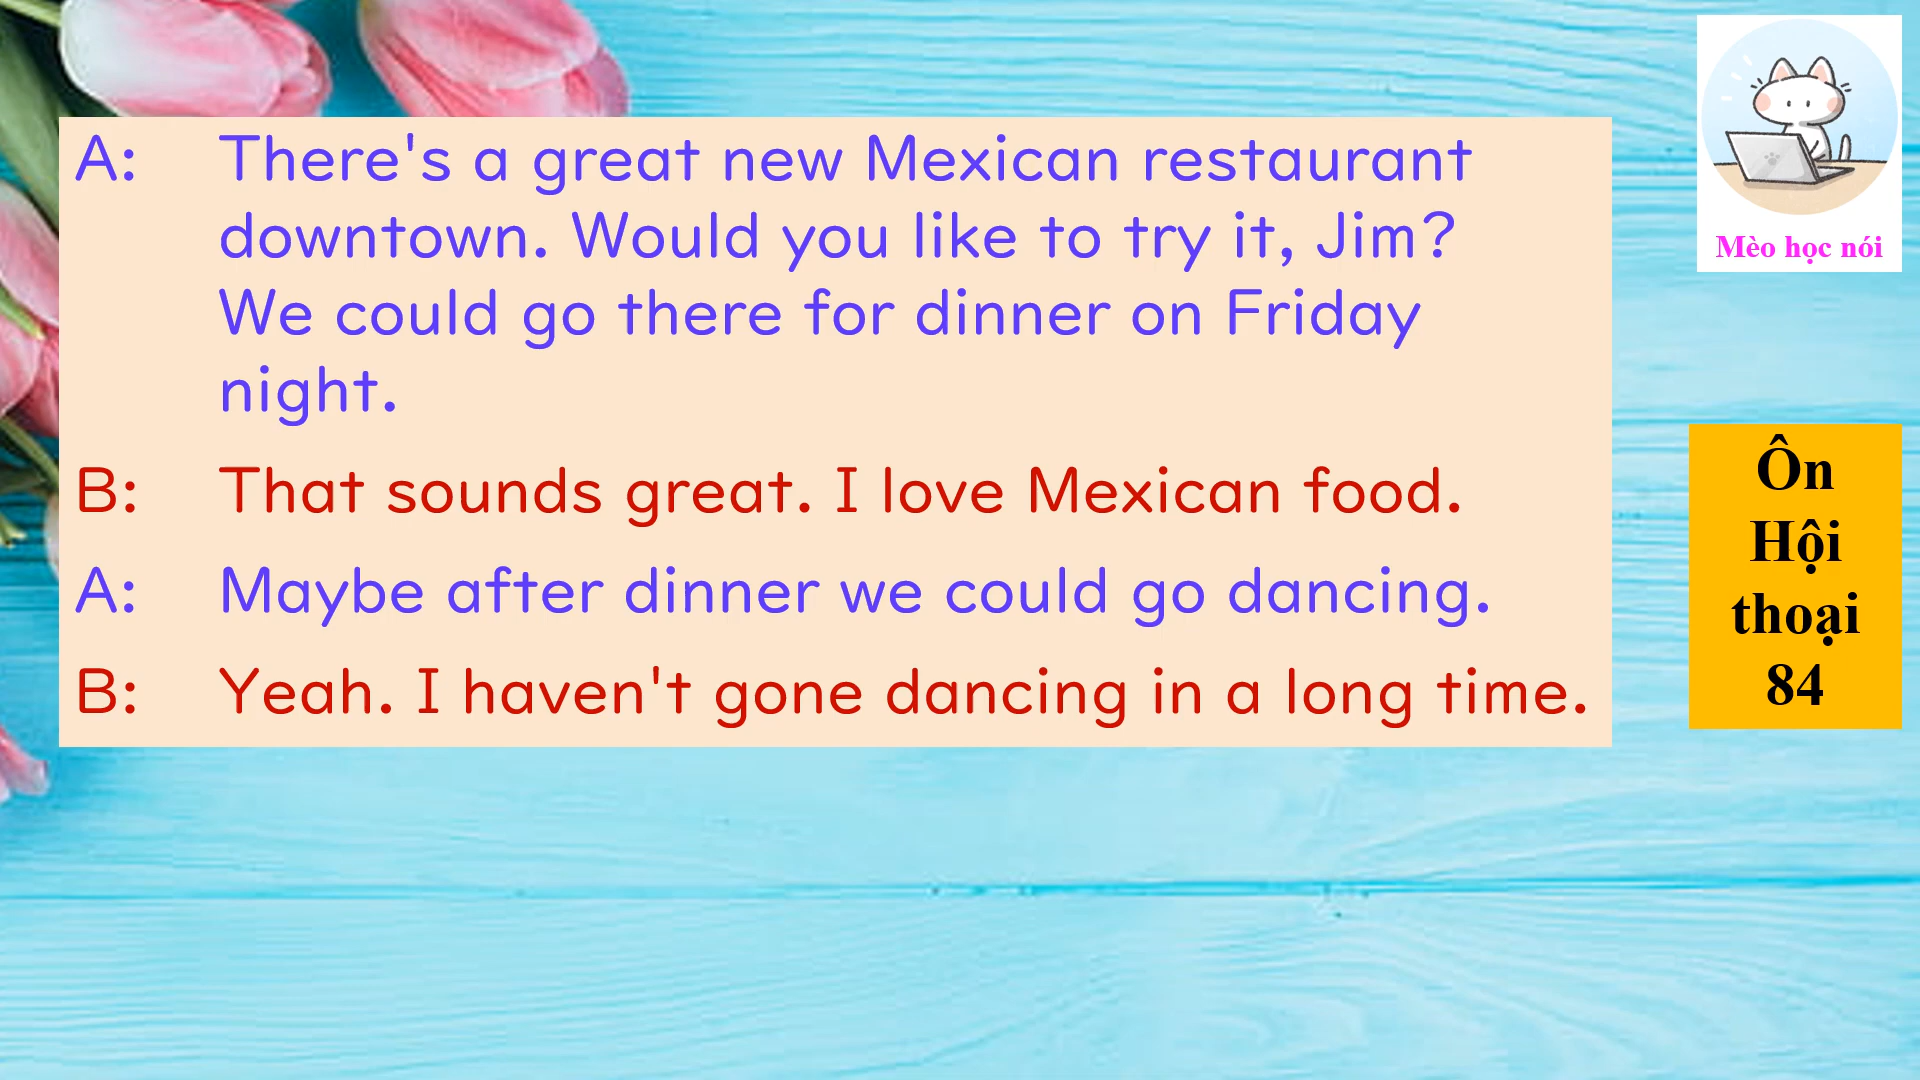 A: There's a great new Mexican restaurant
downtown. Would you like to try it, Jim?
We could go there for dinner on Friday
night.
B: That sounds great. I love Mexican food.
A: Maybe after dinner we could go dancing.
B: Yeah. I haven't gone dancing in a long time.
Mèo học nói
Ôn
Hội
thoại
84